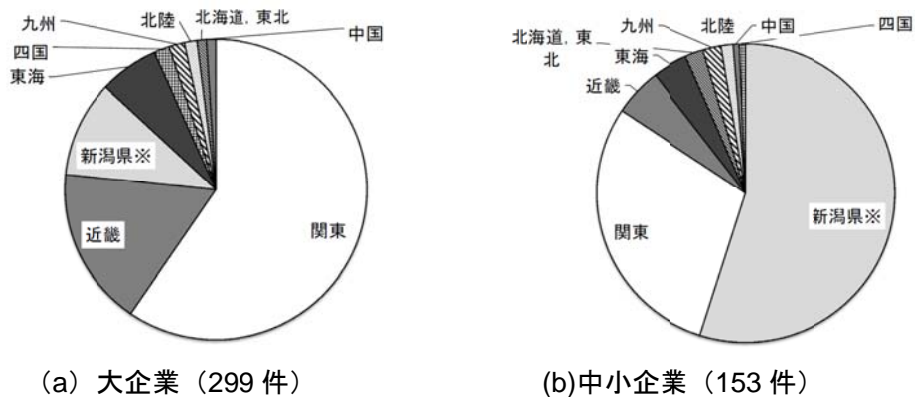 九州
北陸
北海道，東北
中国
四国
東海
新潟県※
近畿
関東
(a) 大企業（299 件）
北海道，東
北
九州
北陸
中国
四国
東海
近畿
関東
新潟県※
(b)中小企業（153 件）